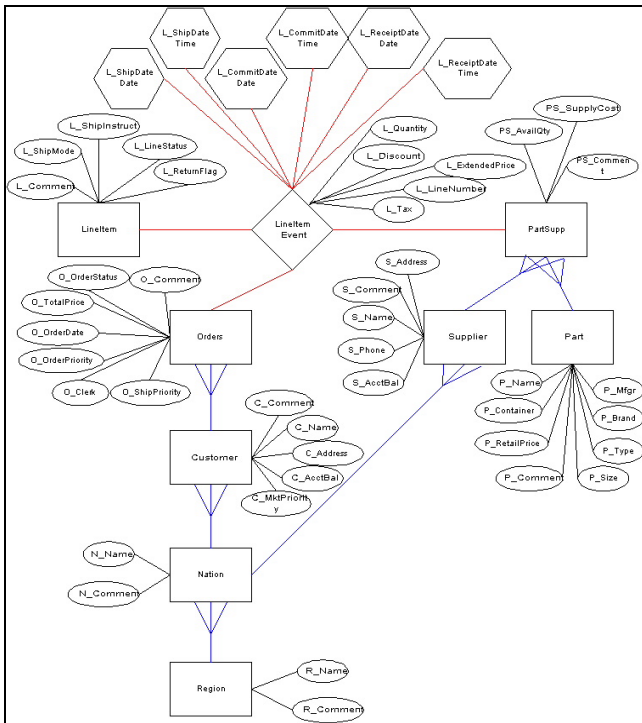 L_ShipDate
Time
L_CommitDate
Time
L_ReceiptDate
Date
L_ShipDate
Date
L_CommitDate
Date
L_ReceiptDate
Time
L_ShipInstruct
L_ShipMode
L_LineStatus
L_Comment
L_ReturnFlag
L_Quantity
L_Discount
L_ExtendedPrice
L_LineNumber
L_Tax
PS_SupplyCost
PS_AvailQty
PS_Commen
t
LineItem
LineItem
Event
PartSupp
O_OrderStatus
O_Comment
O_TotalPrice
O_OrderDate
O_OrderPriority
O_Clerk
O_ShipPriority
Orders
S_Address
S_Comment
S_Name
S_Phone
S_AcctBal
Supplier
Part
P_Name
P_Mfgr
P_Container
P_Brand
P_RetailPrice
P_Type
P_Comment
P_Size
C_Comment
C_Name
C_Address
C_AcctBal
C_MktPriorit
y
Customer
N_Name
N_Comment
Nation
Region
R_Name
R_Comment